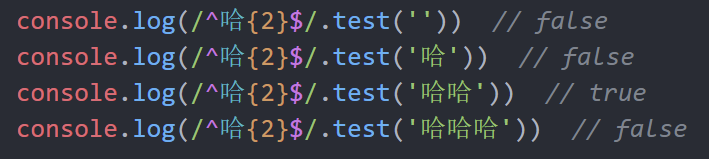 console.log(/^哈{2}$/.test(''))  // false
console.log(/^哈{2}$/.test('哈'))  // false
console.log(/^哈{2}$/.test('哈哈'))  // true
console.log(/^哈{2}$/.test('哈哈哈'))  // false